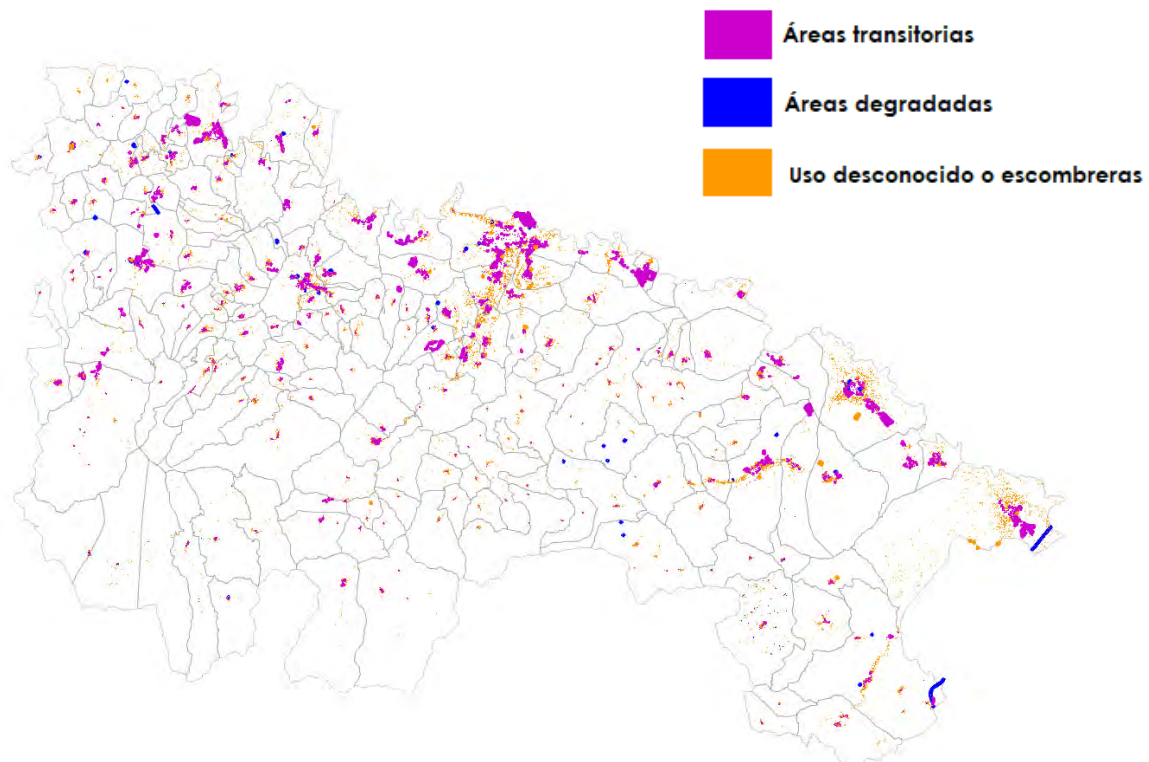 Áreas transitorias
Áreas degradadas
Uso desconocido o escombreras